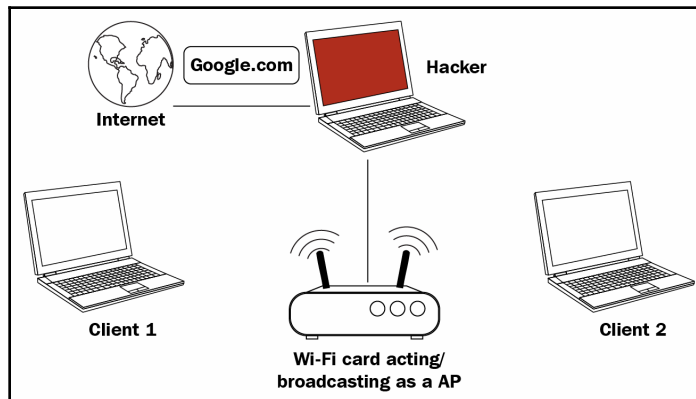 Google.com
Hacker
Internet
Client 1
Client 2
Wi-Fi card acting/
broadcasting as a AP